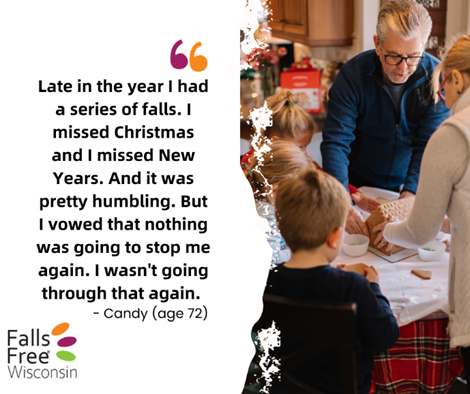 Late in the year I had
a series of falls. I
missed Christmas
and I missed New
Years. And it was
pretty humbling. But
I vowed that nothing
was going to stop me
again. I wasn't going
through that again.
- Candy (age 72)
Falls
Free
Wisconsin